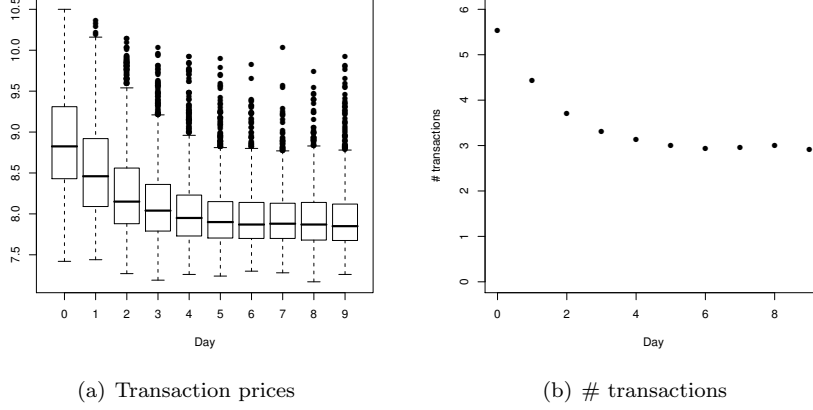 10.5
10.0
9.5
9.0
8.5
8.0
7.5
0 1 2 3 4 5 6 7 8 9
Day
(a) Transaction prices
6
5
4
3
2
1
0
# transactions
0 2 4 6 8
Day
(b) # transactions